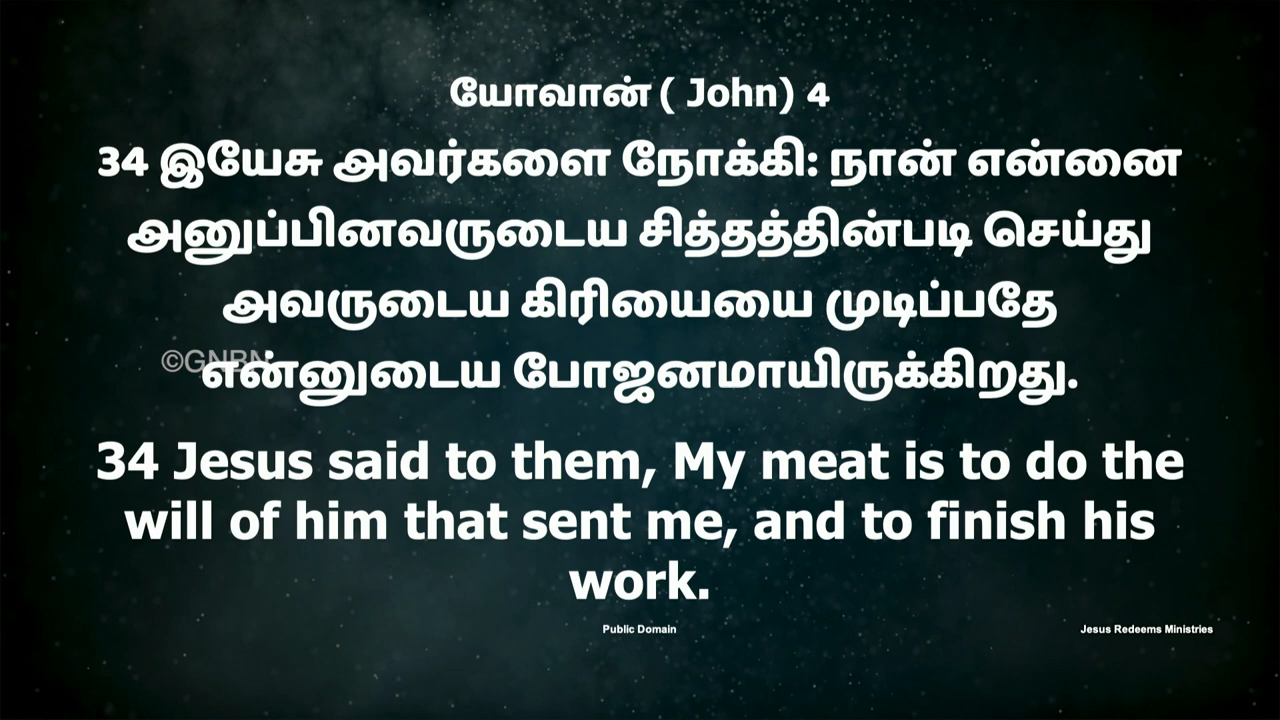 யோவான் ( John) 4
34 இயேசு அவர்களை நோக்கி: நான் என்னை
அனுப்பினவருடைய சித்தத்தின்படி செய்து
அவருடைய கிரியையை முடிப்பதே
©GNBN
என்னுடைய போஜனமாயிருக்கிறது.
34 Jesus said to them, My meat is to do the
will of him that sent me, and to finish his
work.
Public Domain
Jesus Redeems Ministries